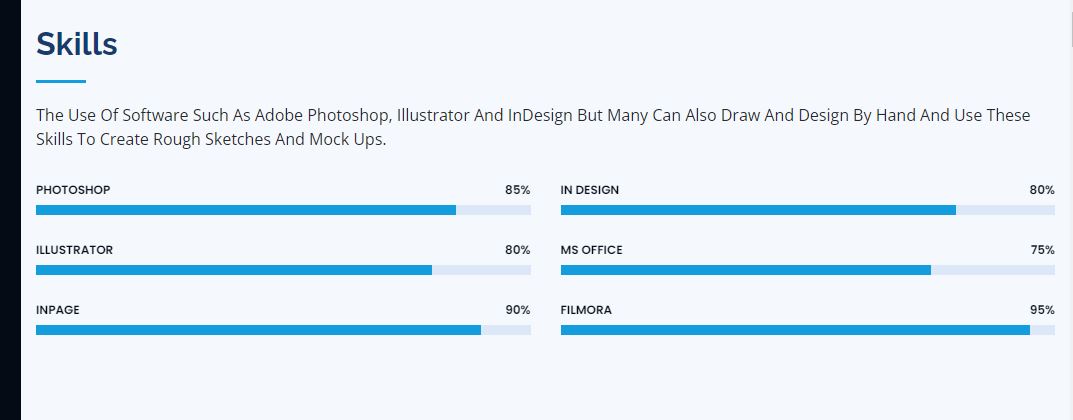 Skills
The Use Of Software Such As Adobe Photoshop, Illustrator And InDesign But Many Can Also Draw And Design By Hand And Use These
Skills To Create Rough Sketches And Mock Ups.
PHOTOSHOP 85%
IN DESIGN 80%
ILLUSTRATOR 80%
MS OFFICE 75%
INPAGE 90%
FILMORA 95%